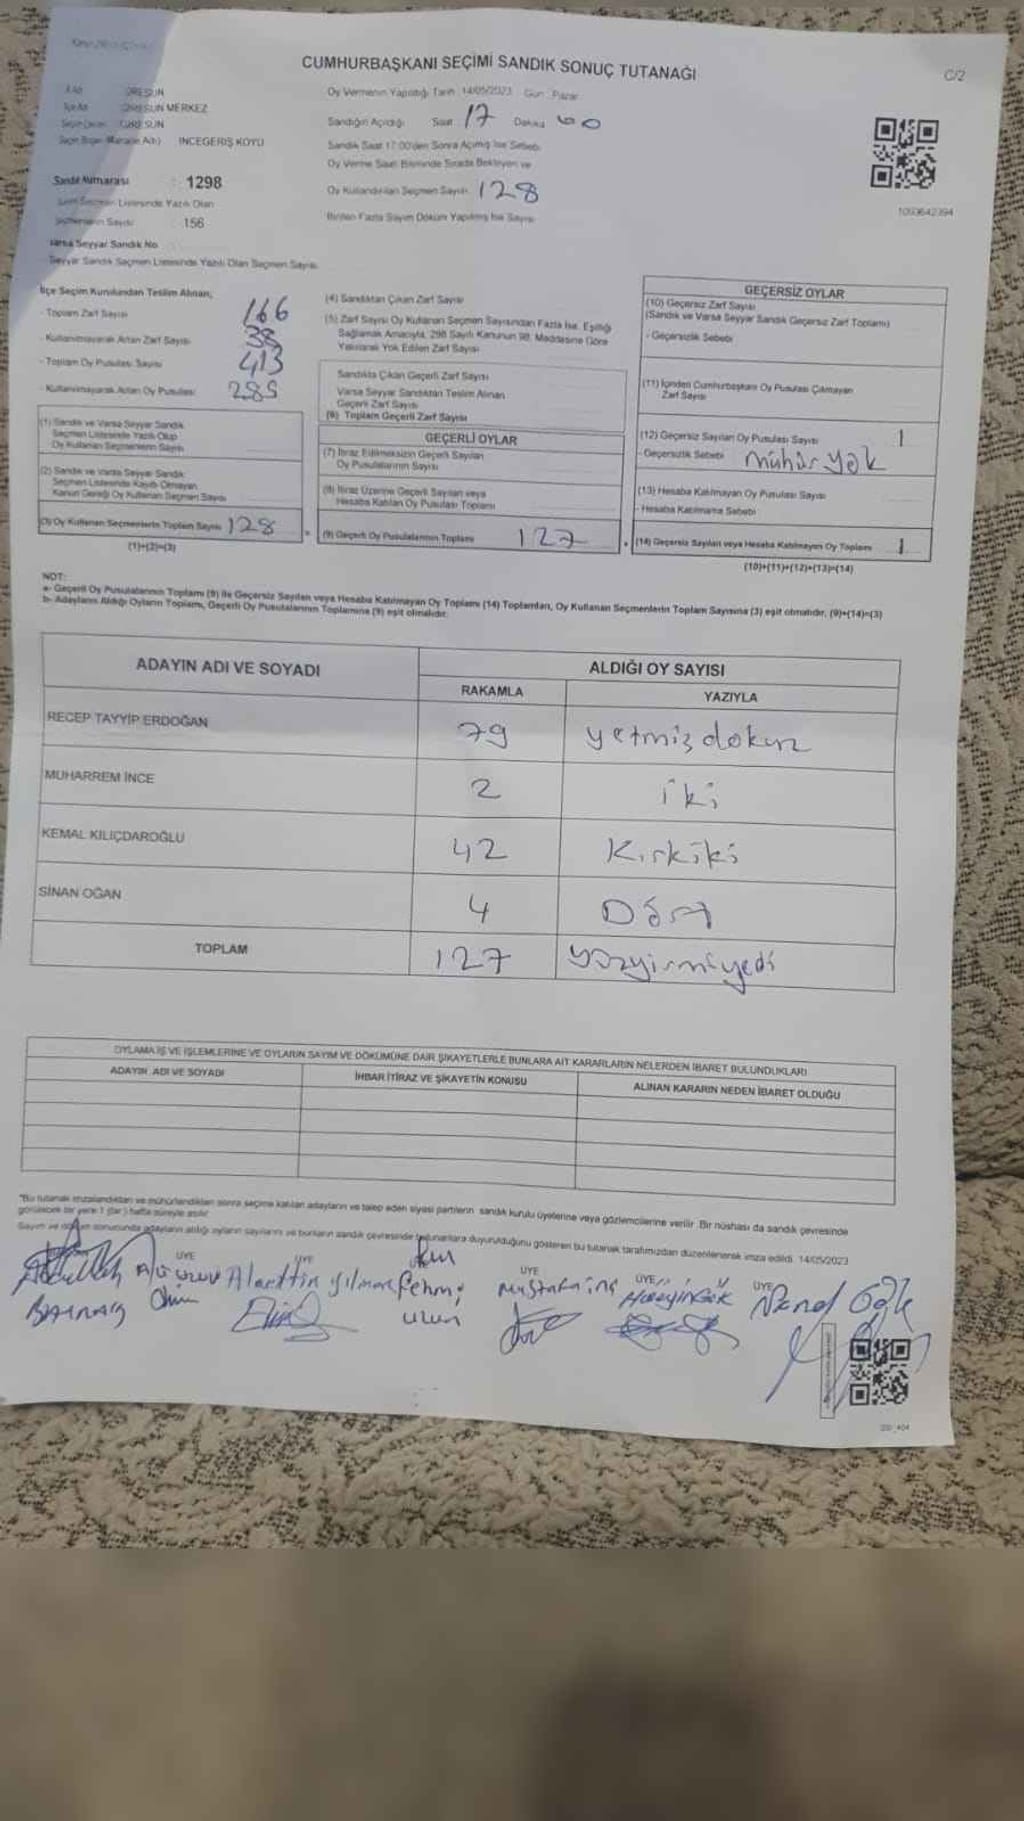 CUMHURBAŞKANI SEÇİMİ SANDIK SONUÇ TUTANAĞI
C/2
İl Adı GİRESUN
İlçe Adı GİRESUN MERKEZ
Seçim Çevresi GİRESUN
İNCEGERİŞ KÖYÜ
Sandık Numarası : 1298
Seçmen Listesinde Yazılı Olan
Seçmenlerin Sayısı : 156
Varsa Seyyar Sandık No
Seyyar Sandık Seçmen Listesinde Yazılı Olan Seçmen Sayısı
Oy Vermenin Yapıldığı Tarih : 14/05/2023 Gün : Pazar
Sandığın Açıldığı Saat : 17 Dakika 00
Sandık Saat 17:00'den Sonra Açılmış İse Sebebi
Oy Verme Saati Bitiminde Sırada Bekleyen ve
Oy Kullandırılan Seçmen Sayısı : 128
Birden Fazla Sayım Döküm Yapılmış İse Sayısı
1093642394
İlçe Seçim Kurulundan Teslim Alınan;
- Toplam Zarf Sayısı 166
- Kullanılmayarak Artan Zarf Sayısı 38
- Toplam Oy Pusulası Sayısı 413
- Kullanılmayarak Artan Oy Pusulası 285
(1) Sandık ve Varsa Seyyar Sandık
Seçmen Listesinde Yazılı Olup
Oy Kullanan Seçmenlerin Sayısı
(2) Sandık ve Varsa Seyyar Sandık
Seçmen Listesinde Kayıtlı Olmayan
Kanun Gereği Oy Kullanan Seçmen Sayısı
(3) Oy Kullanan Seçmenlerin Toplam Sayısı 128
(1)+(2)=(3)
(4) Sandıktan Çıkan Zarf Sayısı
(5) Zarf Sayısı Oy Kullanan Seçmen Sayısından Fazla İse, Eşitliği
Sağlamak Amacıyla, 298 Sayılı Kanunun 98. Maddesine Göre
Yakılarak Yok Edilen Zarf Sayısı
Sandıkta Çıkan Geçerli Zarf Sayısı
Varsa Seyyar Sandıktan Teslim Alınan
Geçerli Zarf Sayısı
(6) Toplam Geçerli Zarf Sayısı
GEÇERLİ OYLAR
(7) İtiraz Edilmeksizin Geçerli Sayılan
Oy Pusulalarının Sayısı
(8) İtiraz Üzerine Geçerli Sayılan veya
Hesaba Katılan Oy Pusulası Toplamı
(9) Geçerli Oy Pusulalarının Toplamı 127
GEÇERSİZ OYLAR
(10) Geçersiz Zarf Sayısı
(Sandık ve Varsa Seyyar Sandık Geçersiz Zarf Toplamı)
- Geçersizlik Sebebi
(11) İçinden Cumhurbaşkanı Oy Pusulası Çıkmayan
Zarf Sayısı
(12) Geçersiz Sayılan Oy Pusulası Sayısı 1
- Geçersizlik Sebebi mühür yok
(13) Hesaba Katılmayan Oy Pusulası Sayısı
- Hesaba Katılmama Sebebi
(14) Geçersiz Sayılan veya Hesaba Katılmayan Oy Toplamı 1
(10)+(11)+(12)+(13)=(14)
NOT:
a- Geçerli Oy Pusulalarının Toplamı (9) ile Geçersiz Sayılan veya Hesaba Katılmayan Oy Toplamı (14) Toplamları, Oy Kullanan Seçmenlerin Toplam Sayısına (3) eşit olmalıdır. (9)+(14)=(3)
b- Adayların Aldığı Oyların Toplamı, Geçerli Oy Pusulalarının Toplamına (9) eşit olmalıdır.
ADAYIN ADI VE SOYADI
ALDIĞI OY SAYISI
RAKAMLA YAZIYLA
RECEP TAYYİP ERDOĞAN 79 yetmiş dokuz
MUHARREM İNCE 2 iki
KEMAL KILIÇDAROĞLU 42 Kırkiki
SİNAN OĞAN 4 Dört
TOPLAM 127 yüzyirmiyedi
OYLAMA İŞ VE İŞLEMLERİNE VE OYLARIN SAYIM VE DÖKÜMÜNE DAİR ŞİKAYETLERLE BUNLARA AİT KARARLARIN NELERDEN İBARET BULUNDUKLARI
ADAYIN ADI VE SOYADI İHBAR İTİRAZ VE ŞİKAYETİN KONUSU ALINAN KARARIN NEDEN İBARET OLDUĞU
"Bu tutanak imzalandıktan ve mühürlendikten sonra seçime katılan adayların ve talep eden siyasi partilerin sandık kurulu üyelerine veya gözlemcilerine verilir. Bir nüshası da sandık çevresinde
görülecek bir yere 1 (bir) hafta süreyle asılır.
Sayım ve döküm sonucunda adayların aldığı oyların sayılarını ve bunların sandık çevresinde bulunanlara duyurulduğunu gösteren bu tutanak tarafımızdan düzenlenerek imza edildi. 14/05/2023
ÜYE ÜYE ÜYE ÜYE ÜYE
Abdullah Ali uzun Alaettin yılmaz Fehmi mustafa inç Hüseyin Gök Nenal Gök
uzun